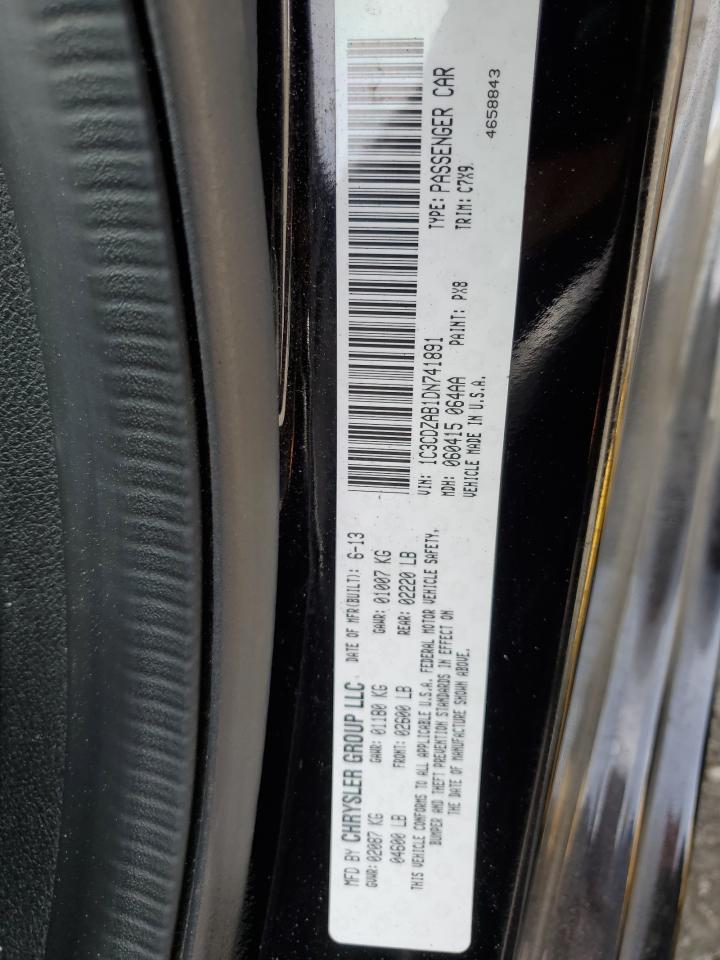 MFD BY CHRYSLER GROUP LLC DATE OF MFR(BUILT): 6-13
GVWR: 02087 KG GAWR: 01180 KG GAWR: 01007 KG
04600 LB FRONT: 02600 LB REAR: 02220 LB
THIS VEHICLE CONFORMS TO ALL APPLICABLE U.S.A. FEDERAL MOTOR VEHICLE SAFETY,
BUMPER AND THEFT PREVENTION STANDARDS IN EFFECT ON
THE DATE OF MANUFACTURE SHOWN ABOVE.
VIN: 1C3CDZAB1DN741891 TYPE: PASSENGER CAR
MDH: 060415 064AA PAINT: PX8 TRIM: C7X9
VEHICLE MADE IN U.S.A. 4658843